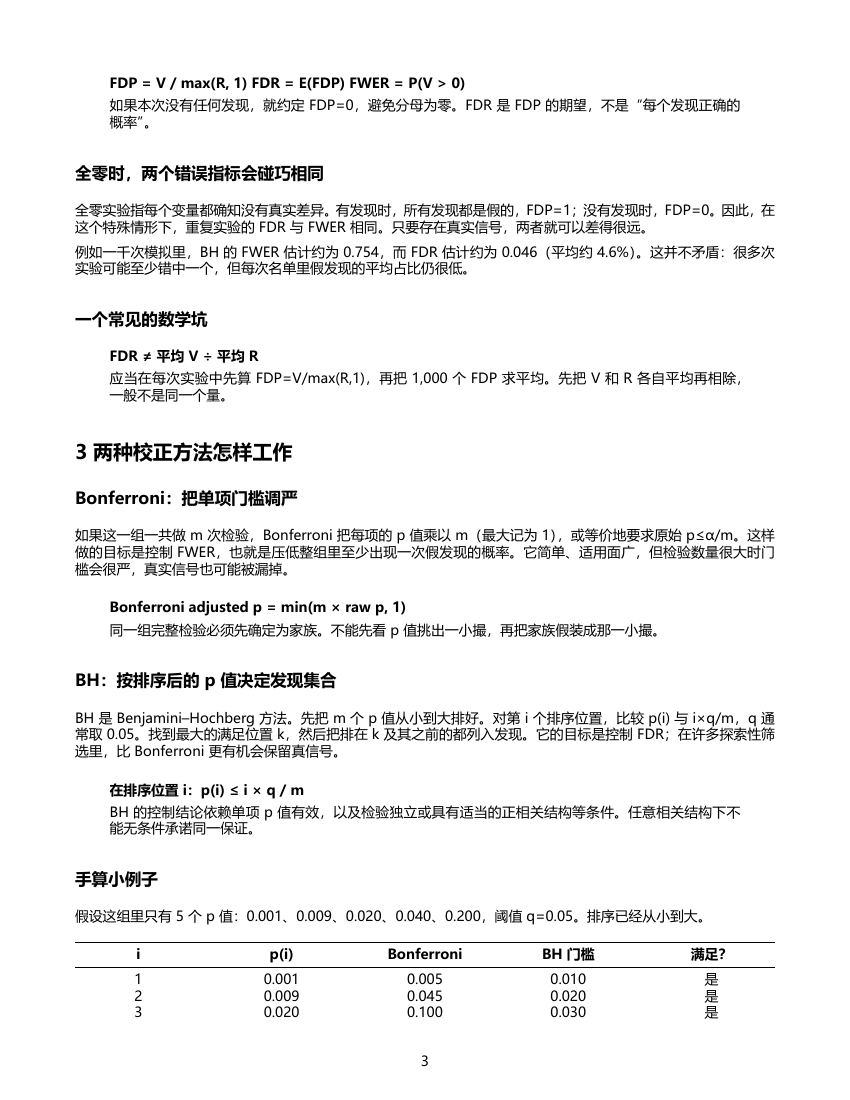 FDP = V / max(R, 1) FDR = E(FDP) FWER = P(V > 0)
如果本次没有任何发现，就约定 FDP=0，避免分母为零。FDR 是 FDP 的期望，不是 “每个发现正确的
概率”。
全零时，两个错误指标会碰巧相同
全零实验指每个变量都确知没有真实差异。有发现时，所有发现都是假的，FDP=1；没有发现时，FDP=0。因此，在
这个特殊情形下，重复实验的 FDR 与 FWER 相同。只要存在真实信号，两者就可以差得很远。
例如一千次模拟里，BH 的 FWER 估计约为 0.754，而 FDR 估计约为 0.046（平均约 4.6%）。这并不矛盾：很多次
实验可能至少错中一个，但每次名单里假发现的平均占比仍很低。
一个常见的数学坑
FDR ≠ 平均 V ÷ 平均 R
应当在每次实验中先算 FDP=V/max(R,1)，再把 1,000 个 FDP 求平均。先把 V 和 R 各自平均再相除，
一般不是同一个量。
3 两种校正方法怎样工作
Bonferroni：把单项门槛调严
如果这一组一共做 m 次检验，Bonferroni 把每项的 p 值乘以 m（最大记为 1），或等价地要求原始 p≤α/m。这样
做的目标是控制 FWER，也就是压低整组里至少出现一次假发现的概率。它简单、适用面广，但检验数量很大时门
槛会很严，真实信号也可能被漏掉。
Bonferroni adjusted p = min(m × raw p, 1)
同一组完整检验必须先确定为家族。不能先看 p 值挑出一小撮，再把家族假装成那一小撮。
BH：按排序后的 p 值决定发现集合
BH 是 Benjamini–Hochberg 方法。先把 m 个 p 值从小到大排好。对第 i 个排序位置，比较 p(i) 与 i×q/m，q 通
常取 0.05。找到最大的满足位置 k，然后把排在 k 及其之前的都列入发现。它的目标是控制 FDR；在许多探索性筛
选里，比 Bonferroni 更有机会保留真信号。
在排序位置 i：p(i) ≤ i × q / m
BH 的控制结论依赖单项 p 值有效，以及检验独立或具有适当的正相关结构等条件。任意相关结构下不
能无条件承诺同一保证。
手算小例子
假设这组里只有 5 个 p 值：0.001、0.009、0.020、0.040、0.200，阈值 q=0.05。排序已经从小到大。
i p(i) Bonferroni BH 门槛 满足?
1 0.001 0.005 0.010 是
2 0.009 0.045 0.020 是
3 0.020 0.100 0.030 是
3